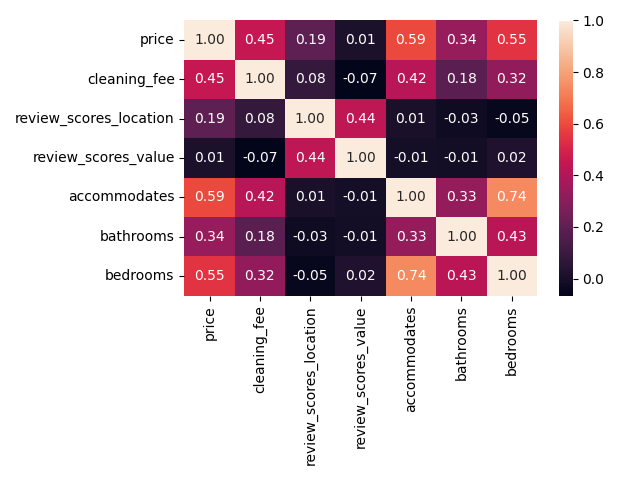 price 1.00 0.45 0.19 0.01 0.59 0.34 0.55
cleaning_fee 0.45 1.00 0.08 -0.07 0.42 0.18 0.32
review_scores_location 0.19 0.08 1.00 0.44 0.01 -0.03 -0.05
review_scores_value 0.01 -0.07 0.44 1.00 -0.01 -0.01 0.02
accommodates 0.59 0.42 0.01 -0.01 1.00 0.33 0.74
bathrooms 0.34 0.18 -0.03 -0.01 0.33 1.00 0.43
bedrooms 0.55 0.32 -0.05 0.02 0.74 0.43 1.00
price
cleaning_fee
review_scores_location
review_scores_value
accommodates
bathrooms
bedrooms
1.0
0.8
0.6
0.4
0.2
0.0